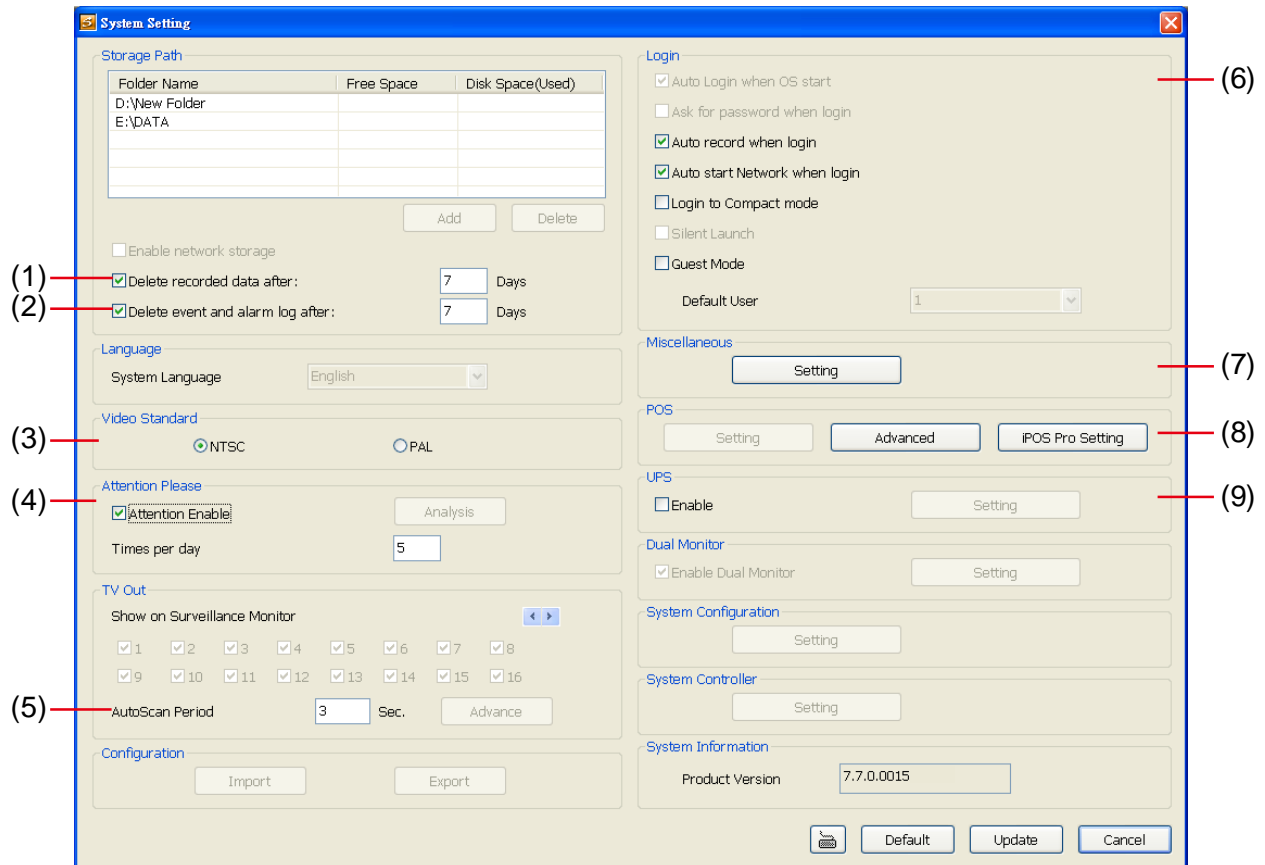 System Setting
Storage Path
Folder Name Free Space Disk Space(Used)
D:\New Folder
E:\DATA
Add Delete
Enable network storage
(1) Delete recorded data after: 7 Days
(2) Delete event and alarm log after: 7 Days
Language
System Language English
Video Standard
(3) NTSC PAL
Attention Please
(4) Attention Enable Analysis
Times per day 5
TV Out
Show on Surveillance Monitor
1 2 3 4 5 6 7 8
9 10 11 12 13 14 15 16
(5) AutoScan Period 3 Sec. Advance
Configuration
Import Export
Login
Auto Login when OS start (6)
Ask for password when login
Auto record when login
Auto start Network when login
Login to Compact mode
Silent Launch
Guest Mode
Default User 1
Miscellaneous
Setting (7)
POS
Setting Advanced iPOS Pro Setting (8)
UPS
Enable Setting (9)
Dual Monitor
Enable Dual Monitor Setting
System Configuration
Setting
System Controller
Setting
System Information
Product Version 7.7.0.0015
Default Update Cancel